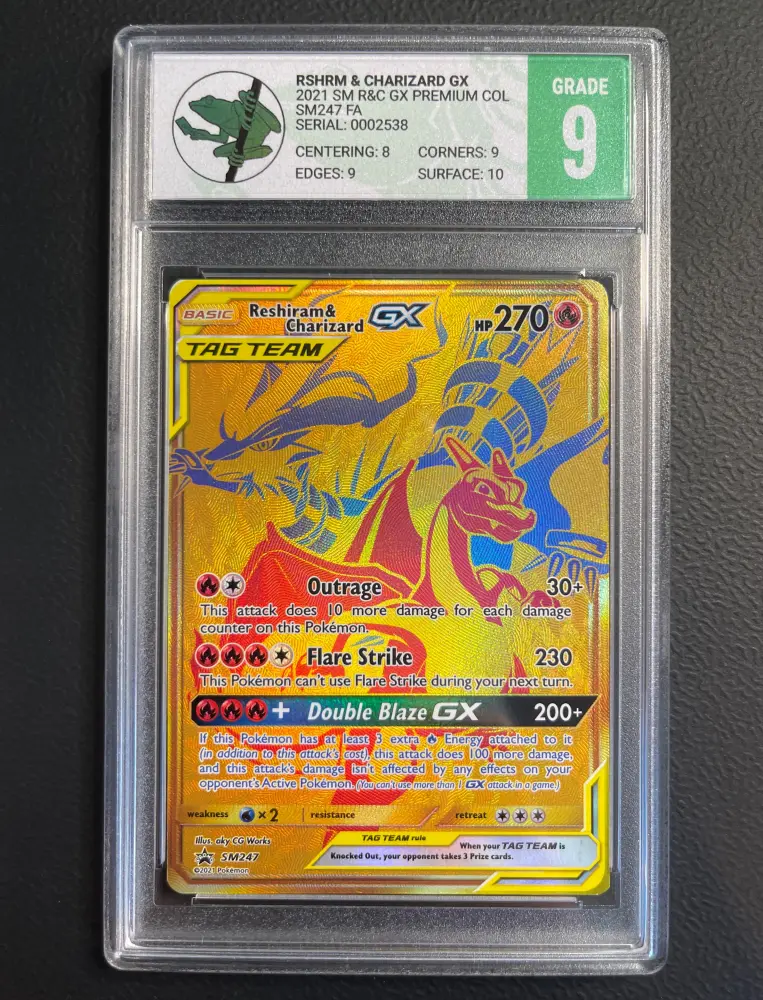 RSHRM & CHARIZARD GX
2021 SM R&C GX PREMIUM COL
SM247 FA
SERIAL: 0002538
CENTERING: 8 CORNERS: 9
EDGES: 9 SURFACE: 10
GRADE
9
BASIC Reshiram& Charizard GX HP270
TAG TEAM
Outrage 30+
This attack does 10 more damage for each damage
counter on this Pokémon.
Flare Strike 230
This Pokémon can't use Flare Strike during your next turn.
+ Double Blaze GX 200+
If this Pokémon has at least 3 extra Energy attached to it
(in addition to this attack's cost), this attack does 100 more damage,
and this attack's damage isn't affected by any effects on your
opponent's Active Pokémon. (You can't use more than 1 GX attack in a game.)
weakness ×2 resistance retreat
Illus. aky CG Works
SM247
©2021 Pokémon
TAG TEAM rule
When your TAG TEAM is
Knocked Out, your opponent takes 3 Prize cards.